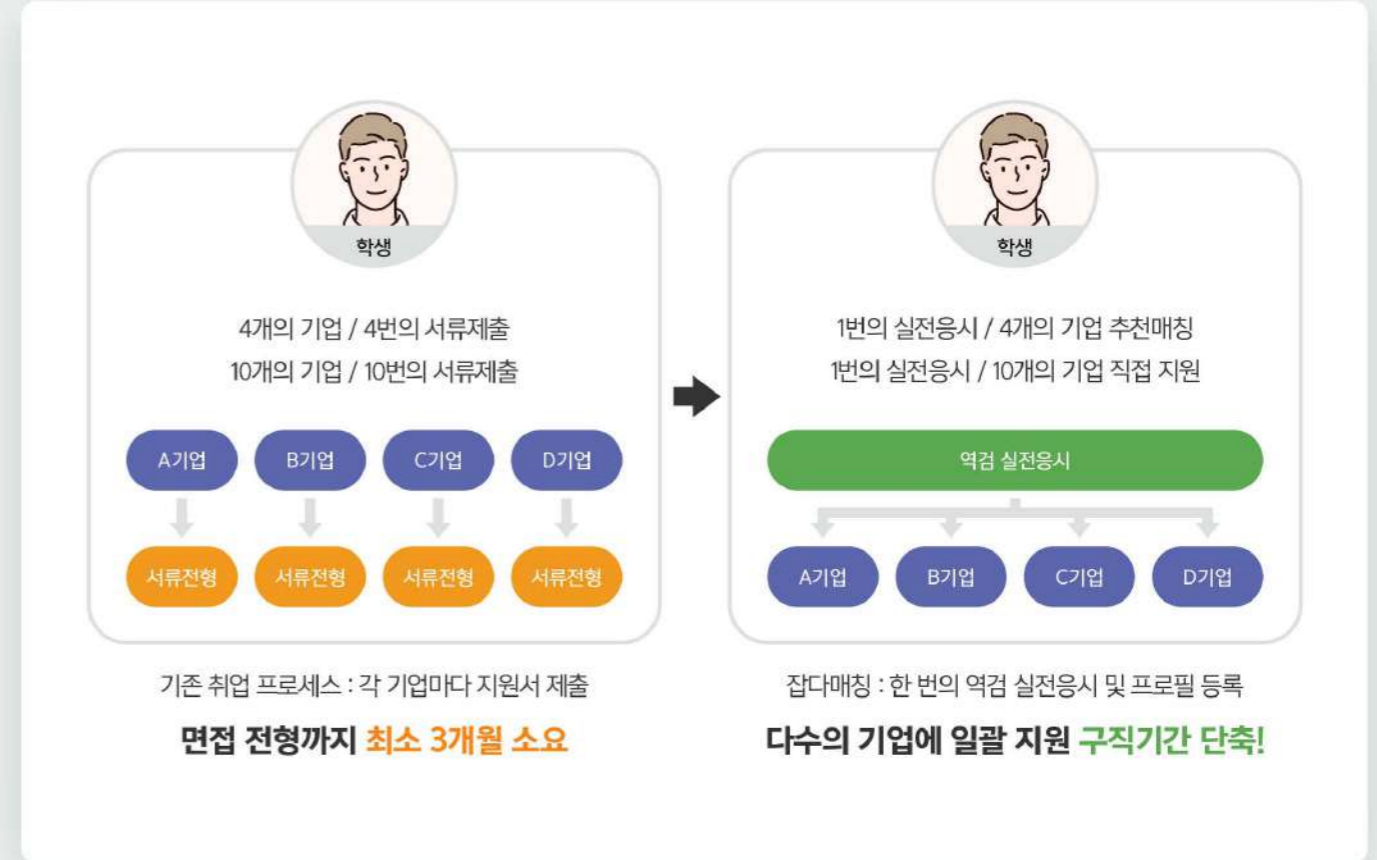 학생
4개의 기업 / 4번의 서류제출
10개의 기업 / 10번의 서류제출
A기업 B기업 C기업 D기업
서류전형 서류전형 서류전형 서류전형
기존 취업 프로세스 : 각 기업마다 지원서 제출
면접 전형까지 최소 3개월 소요
학생
1번의 실전응시 / 4개의 기업 추천매칭
1번의 실전응시 / 10개의 기업 직접 지원
역검 실전응시
A기업 B기업 C기업 D기업
잡다매칭 : 한 번의 역검 실전응시 및 프로필 등록
다수의 기업에 일괄 지원 구직기간 단축!